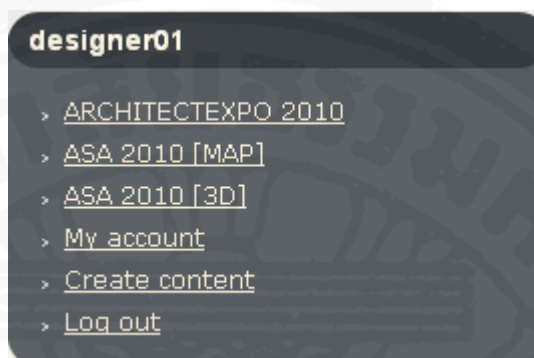 designer01
ARCHITECTEXPO 2010
ASA 2010 [MAP]
ASA 2010 [3D]
My account
Create content
Log out